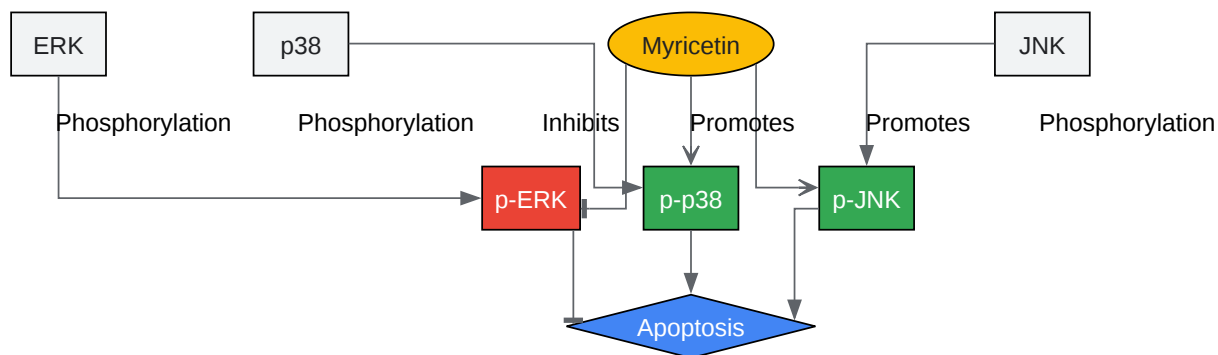 ERK
p38
Myricetin
JNK
Phosphorylation
Phosphorylation
Inhibits
Promotes
Promotes
Phosphorylation
p-ERK
p-p38
p-JNK
Apoptosis